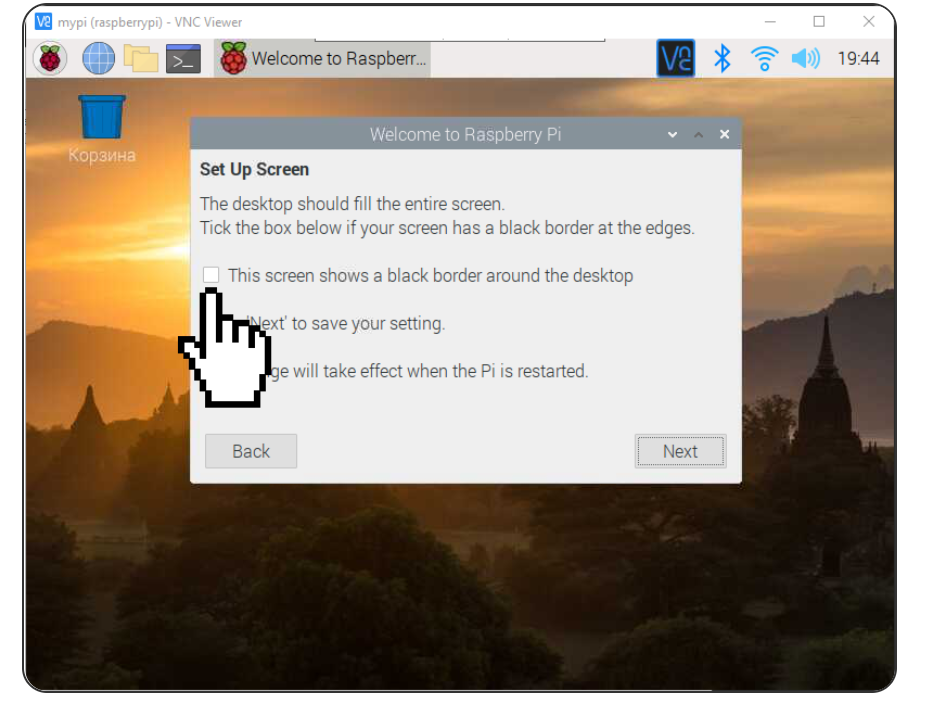 mypi (raspberrypi) - VNC Viewer
Welcome to Raspberr... 19:44
Корзина
Welcome to Raspberry Pi
Set Up Screen
The desktop should fill the entire screen.
Tick the box below if your screen has a black border at the edges.
This screen shows a black border around the desktop
'Next' to save your setting.
will take effect when the Pi is restarted.
Back Next